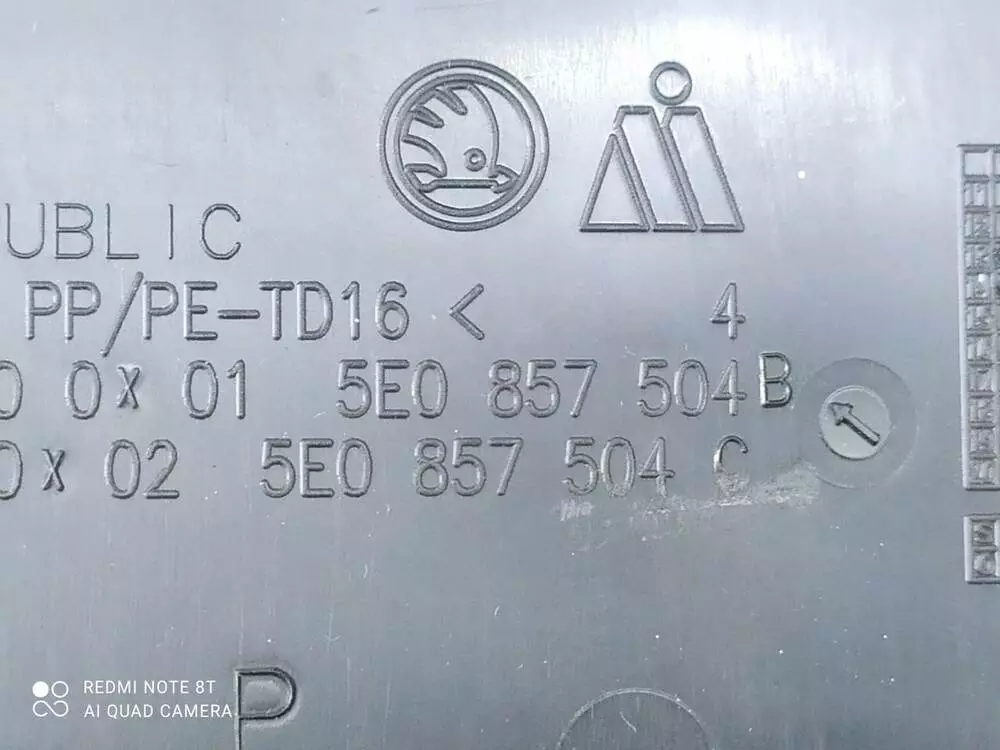 UBLIC
PP/PE-TD16< 4
0 0x 01 5E0 857 504B
0x 02 5E0 857 504 C
P
REDMI NOTE 8T
AI QUAD CAMERA